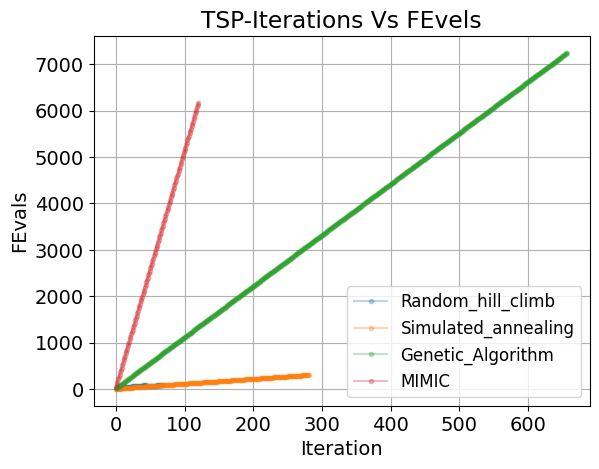 TSP-Iterations Vs FEvels
7000
6000
5000
4000
3000
2000
1000
0
FEvals
0 100 200 300 400 500 600
Iteration
Random_hill_climb
Simulated_annealing
Genetic_Algorithm
MIMIC